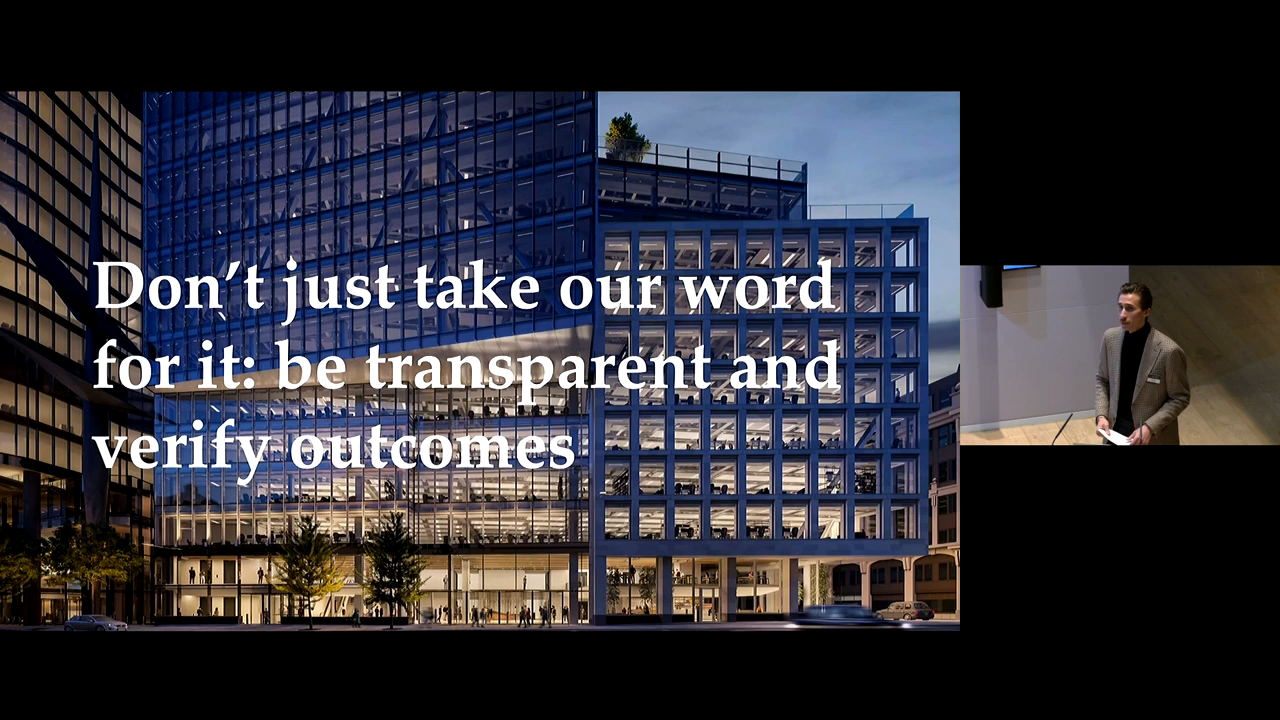 Don’t just take our word
for it: be transparent and
verify outcomes